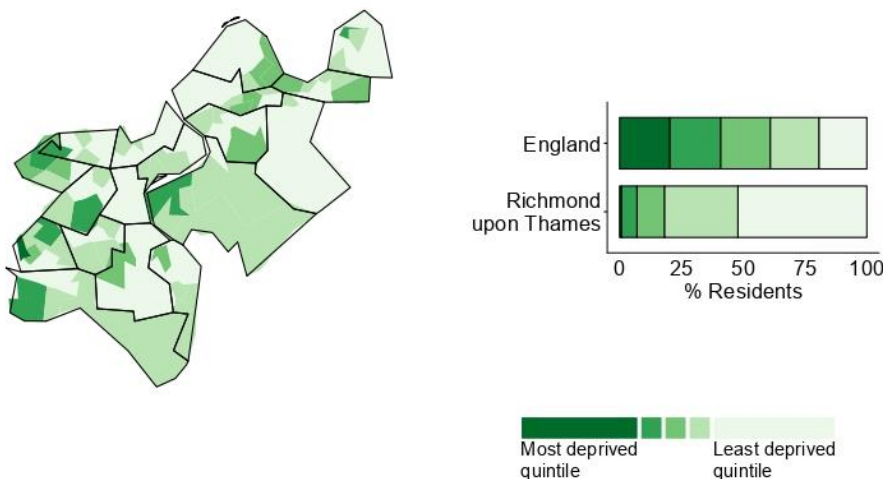 England
Richmond
upon Thames
0 25 50 75 100
% Residents
Most deprived
quintile
Least deprived
quintile